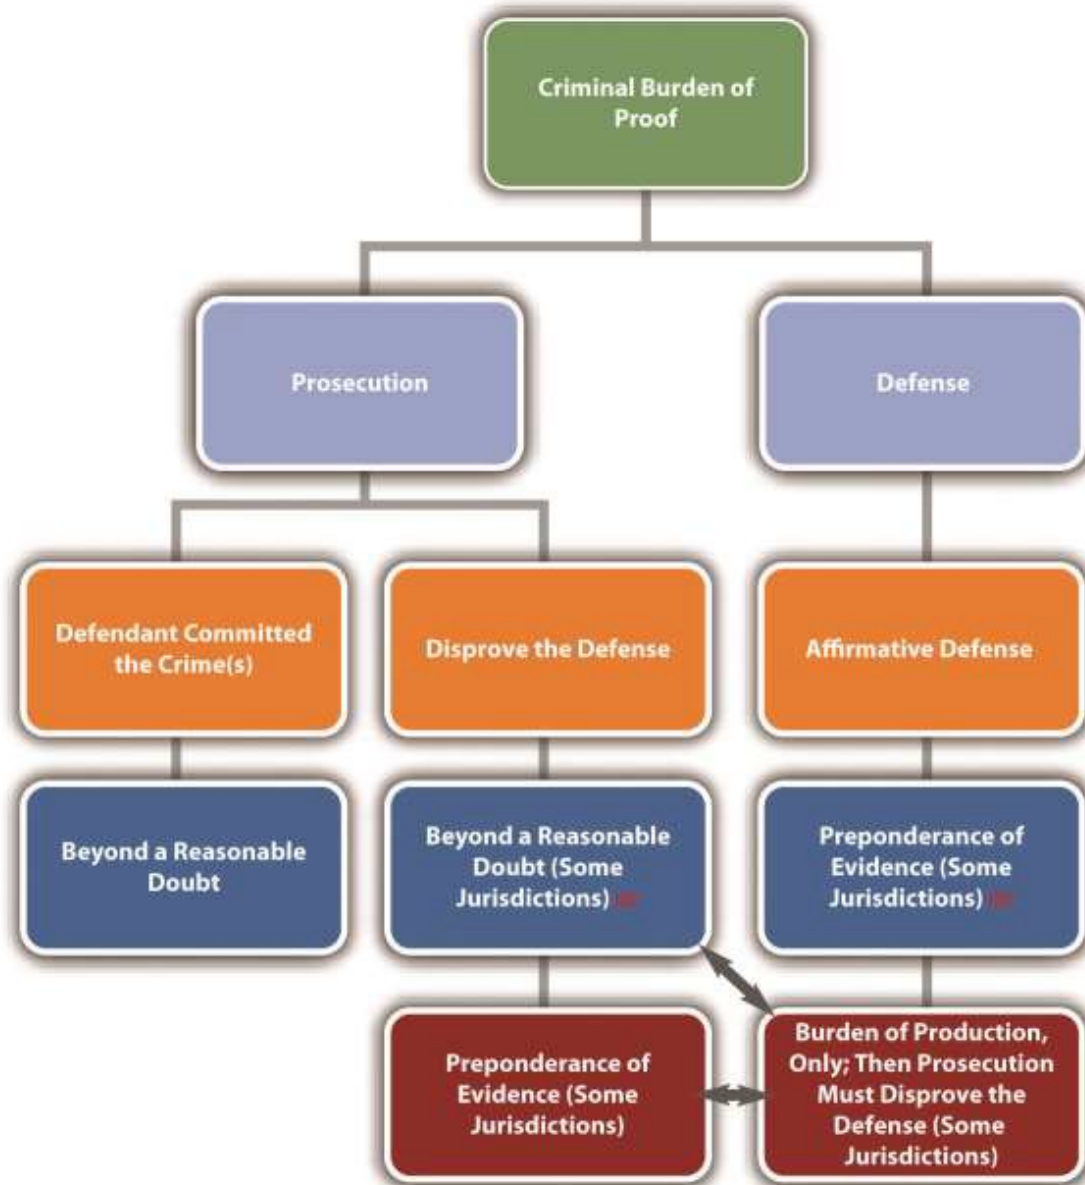 Criminal Burden of
Proof
Prosecution
Defense
Defendant Committed
the Crime(s)
Disprove the Defense
Affirmative Defense
Beyond a Reasonable
Doubt
Beyond a Reasonable
Doubt (Some
Jurisdictions)
Preponderance of
Evidence (Some
Jurisdictions)
Preponderance of
Evidence (Some
Jurisdictions)
Burden of Production,
Only; Then Prosecution
Must Disprove the
Defense (Some
Jurisdictions)